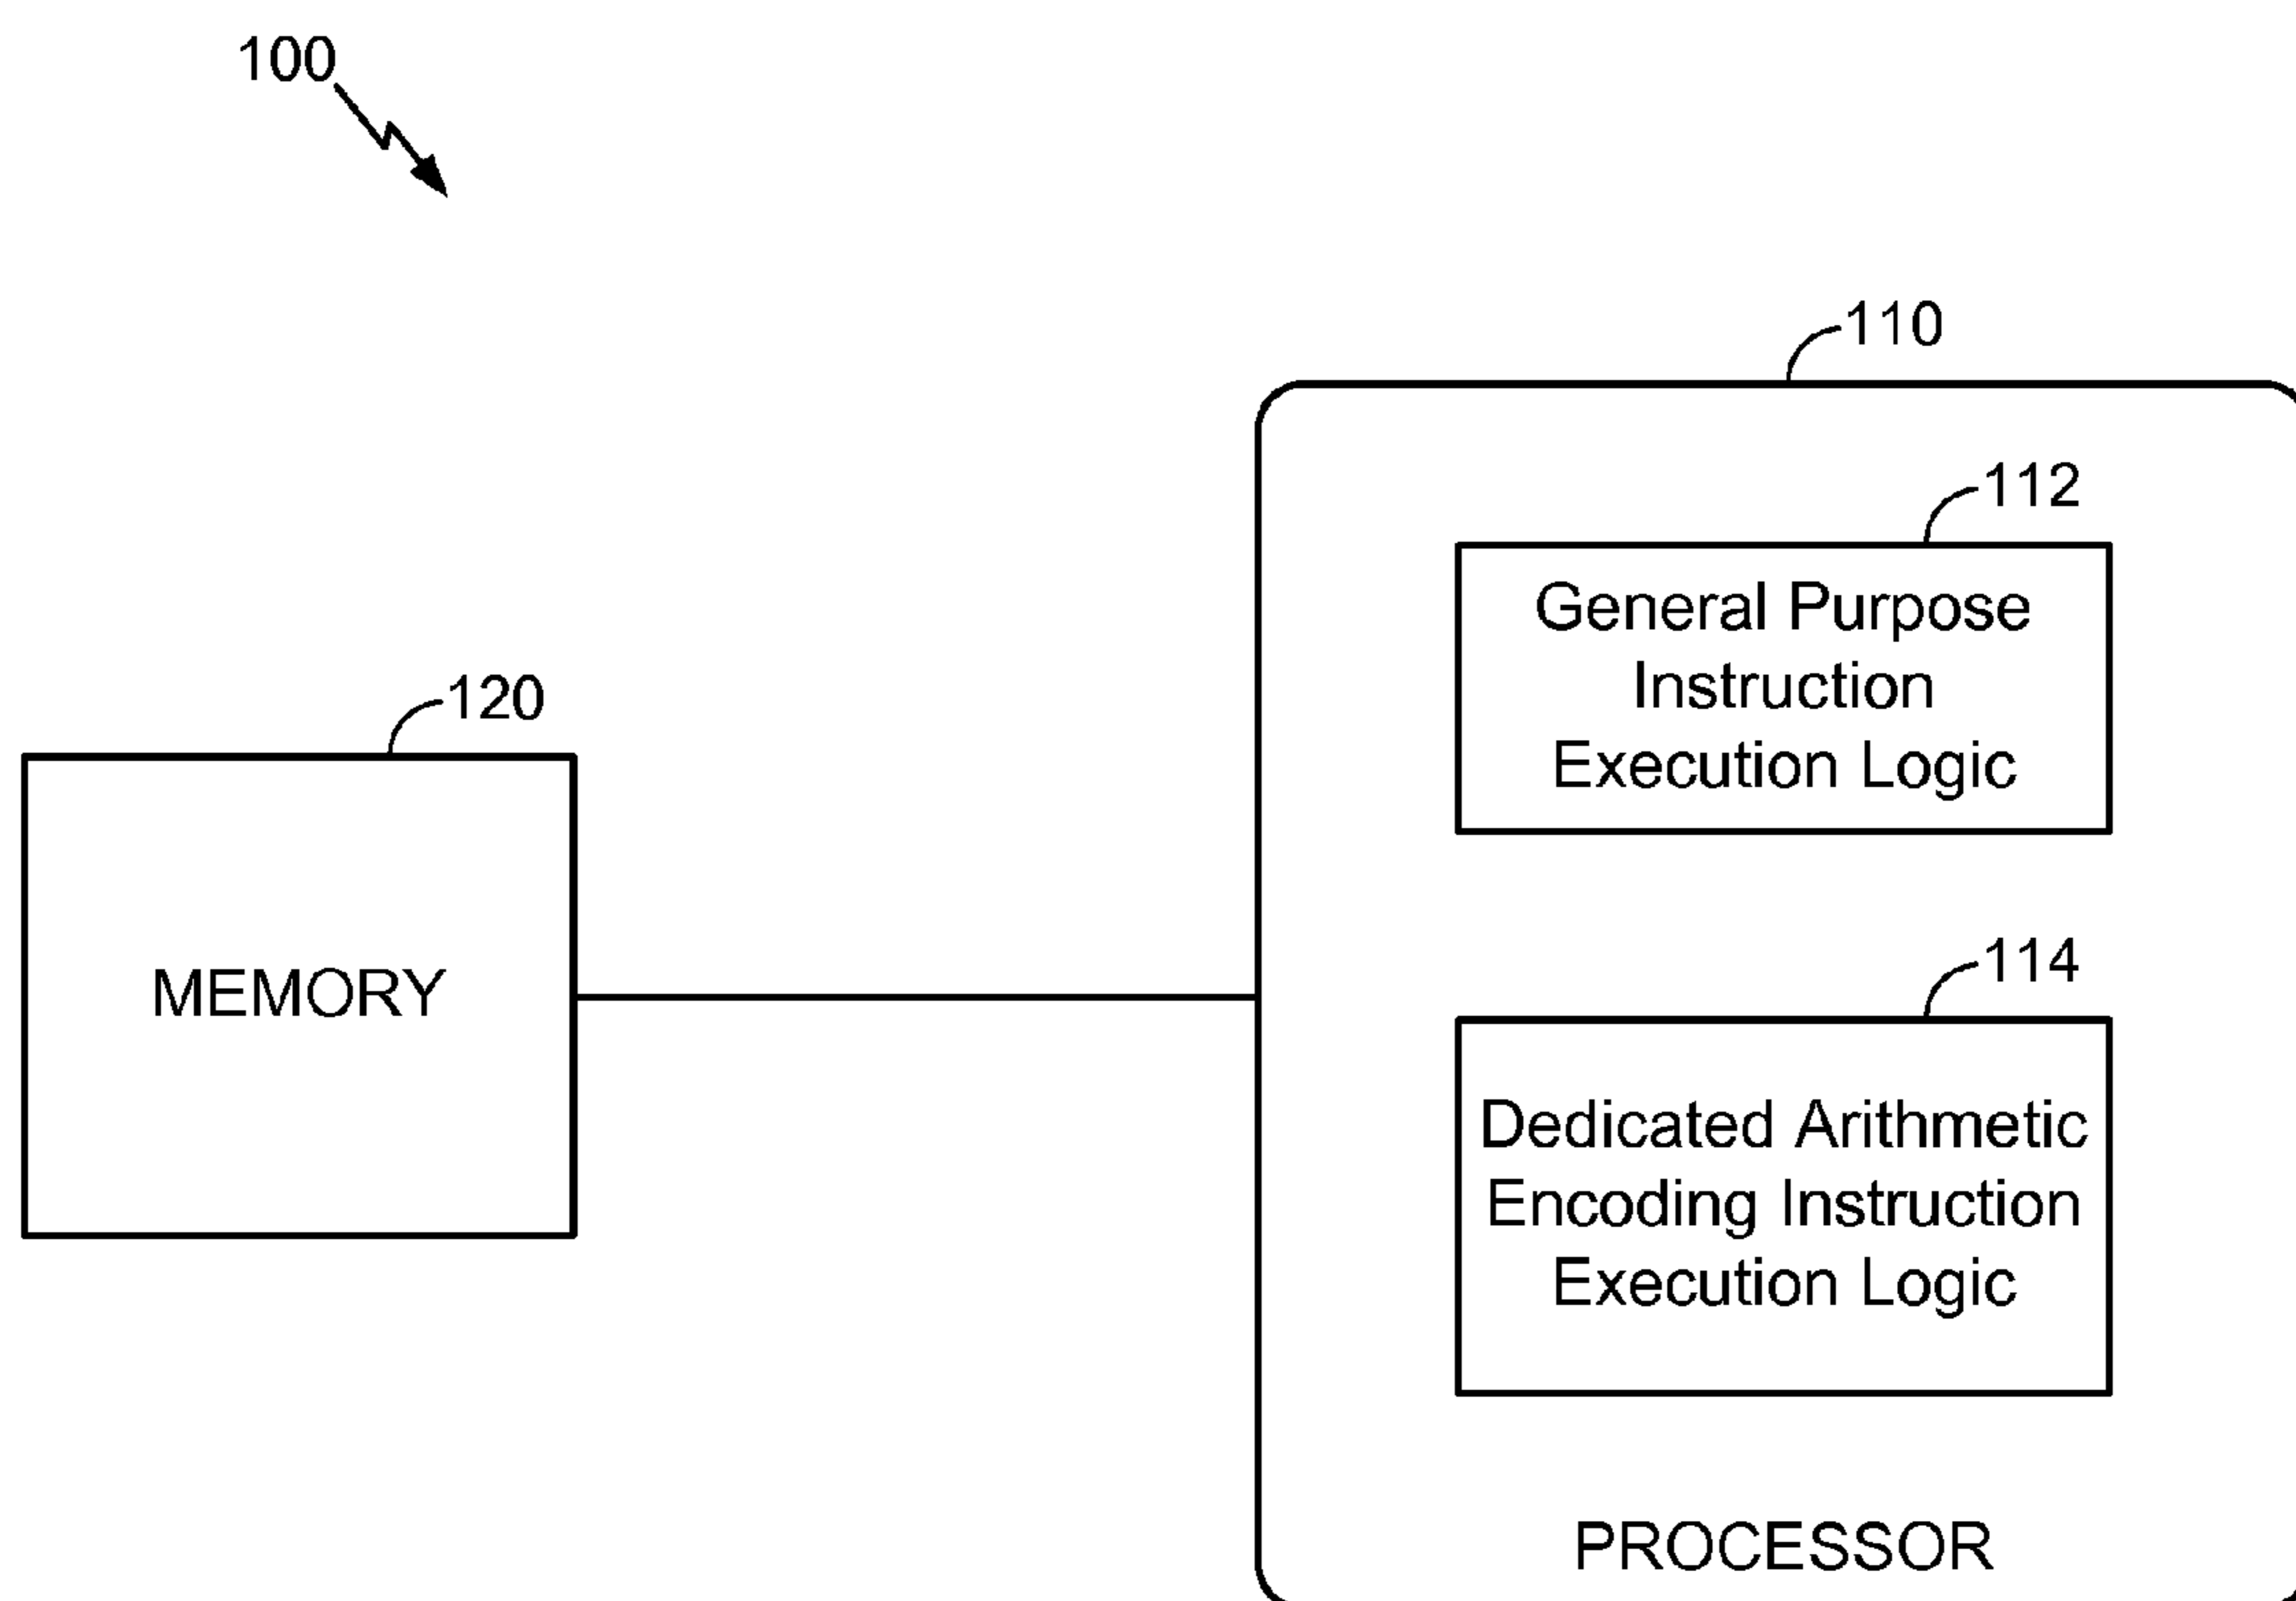 100
110
112
General Purpose
Instruction
Execution Logic
120
MEMORY
114
Dedicated Arithmetic
Encoding Instruction
Execution Logic
PROCESSOR